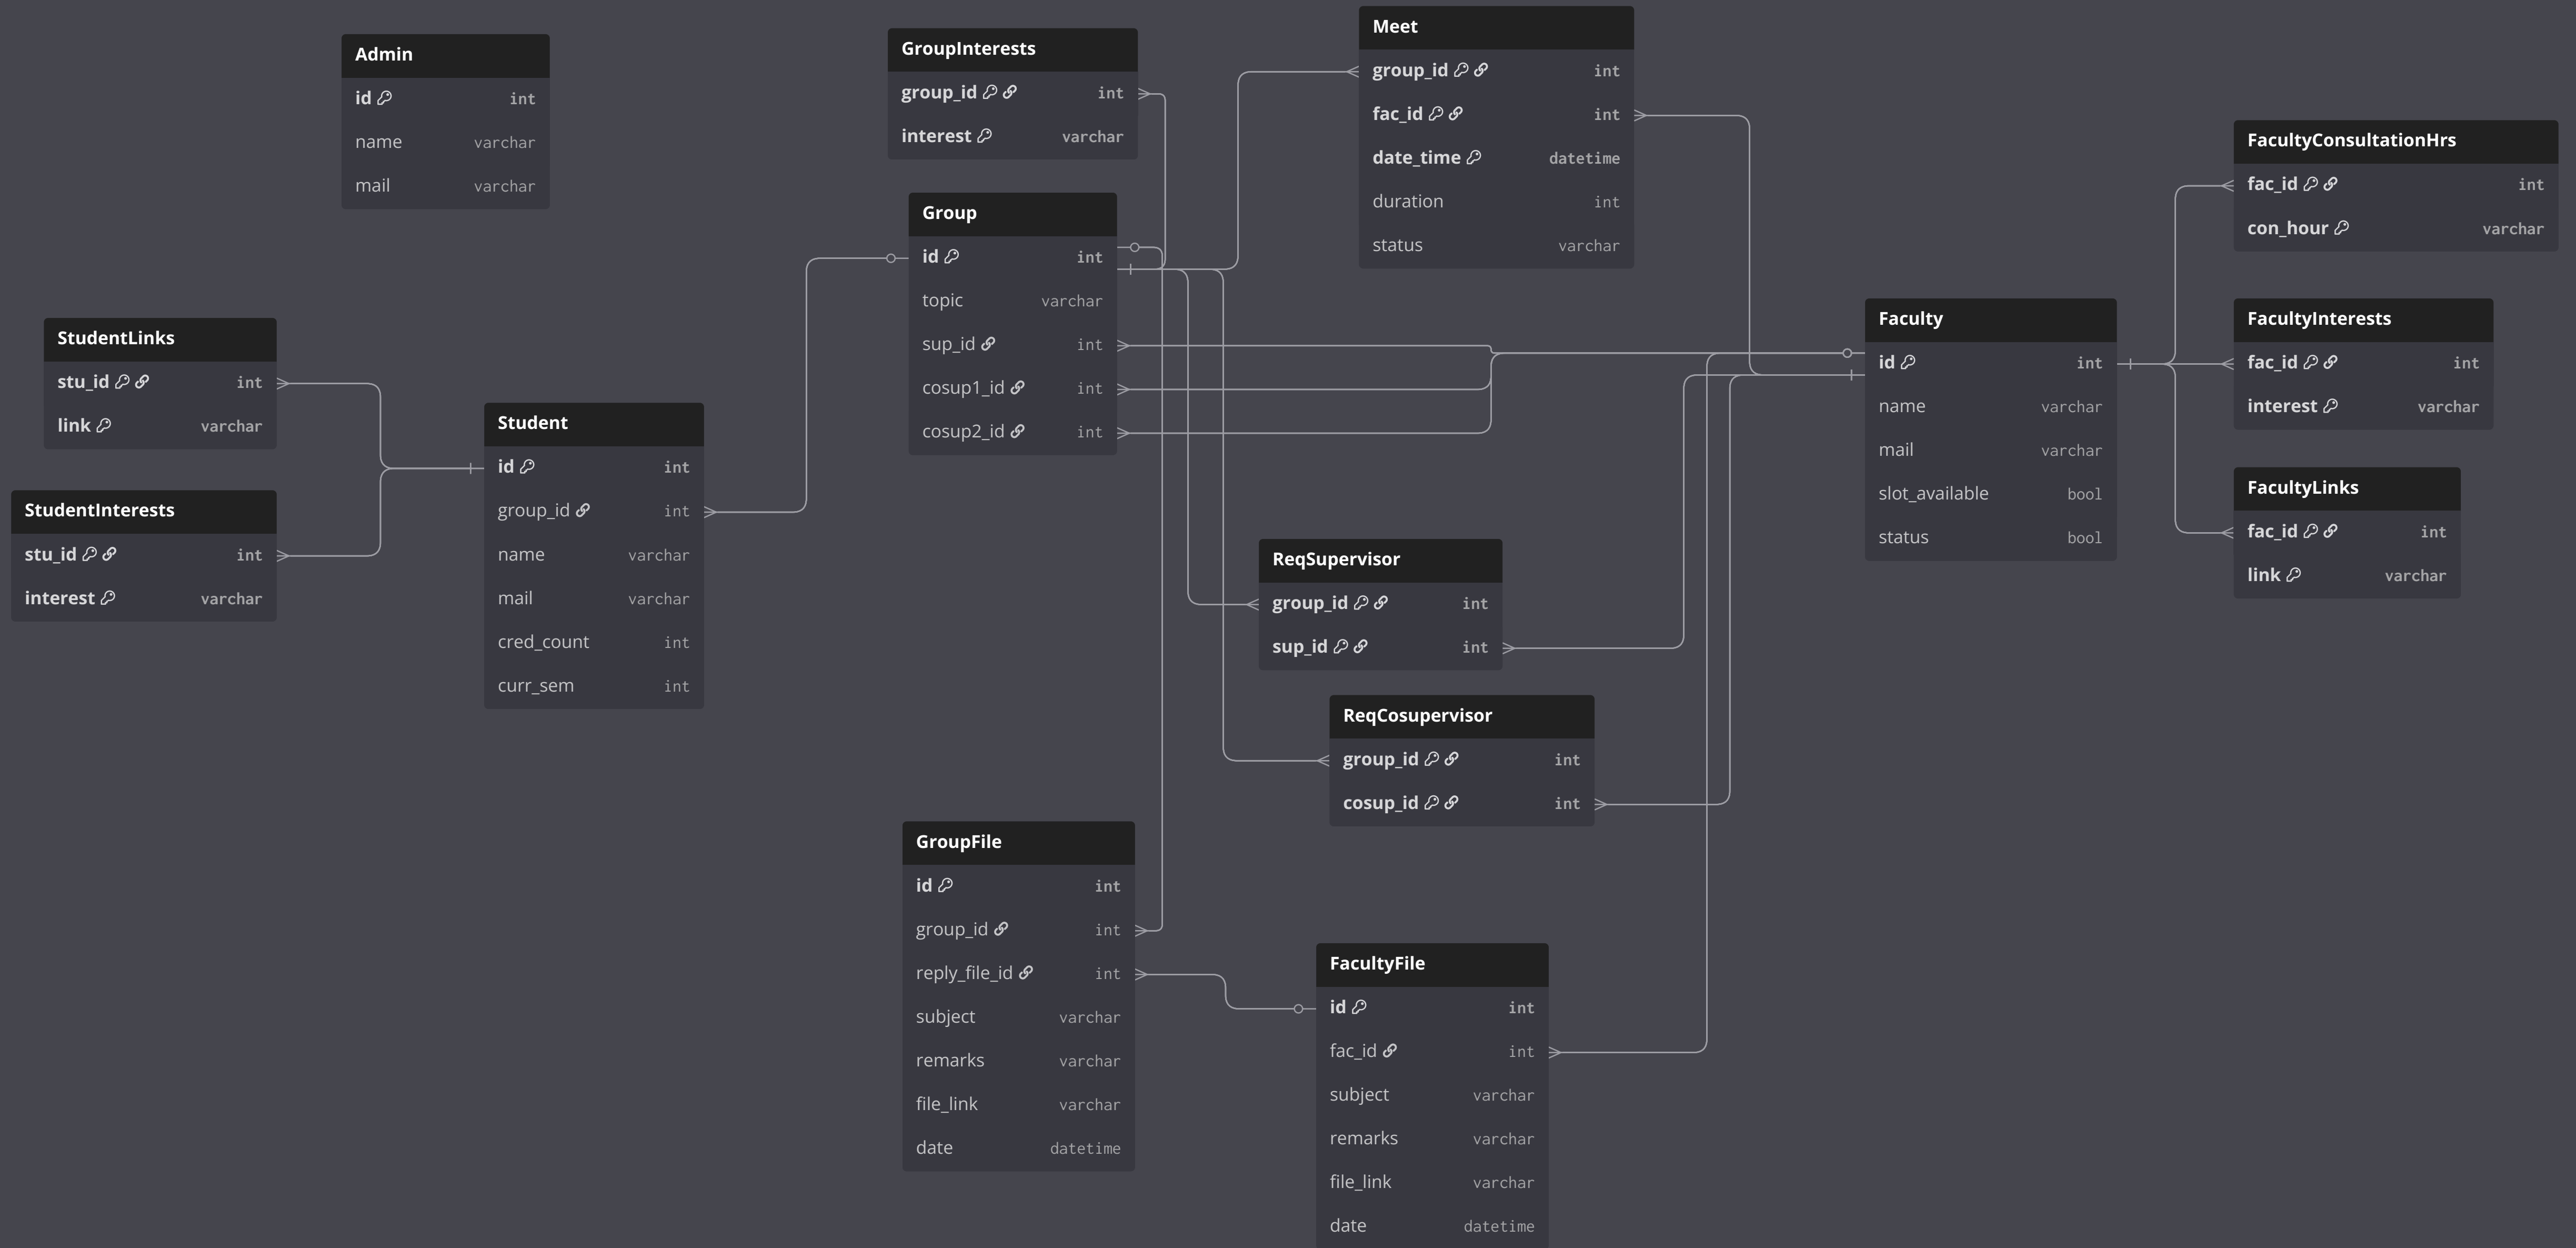 Admin
id int
name varchar
mail varchar
GroupInterests
group_id int
interest varchar
Meet
group_id int
fac_id int
date_time datetime
duration int
status varchar
FacultyConsultationHrs
fac_id int
con_hour varchar
Group
id int
topic varchar
sup_id int
cosup1_id int
cosup2_id int
StudentLinks
stu_id int
link varchar
Faculty
id int
name varchar
mail varchar
slot_available bool
status bool
FacultyInterests
fac_id int
interest varchar
Student
id int
group_id int
name varchar
mail varchar
cred_count int
curr_sem int
StudentInterests
stu_id int
interest varchar
FacultyLinks
fac_id int
link varchar
ReqSupervisor
group_id int
sup_id int
ReqCosupervisor
group_id int
cosup_id int
GroupFile
id int
group_id int
reply_file_id int
subject varchar
remarks varchar
file_link varchar
date datetime
FacultyFile
id int
fac_id int
subject varchar
remarks varchar
file_link varchar
date datetime